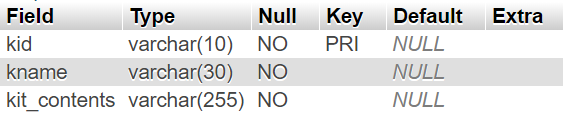 Field Type Null Key Default Extra
kid varchar(10) NO PRI NULL
kname varchar(30) NO NULL
kit_contents varchar(255) NO NULL